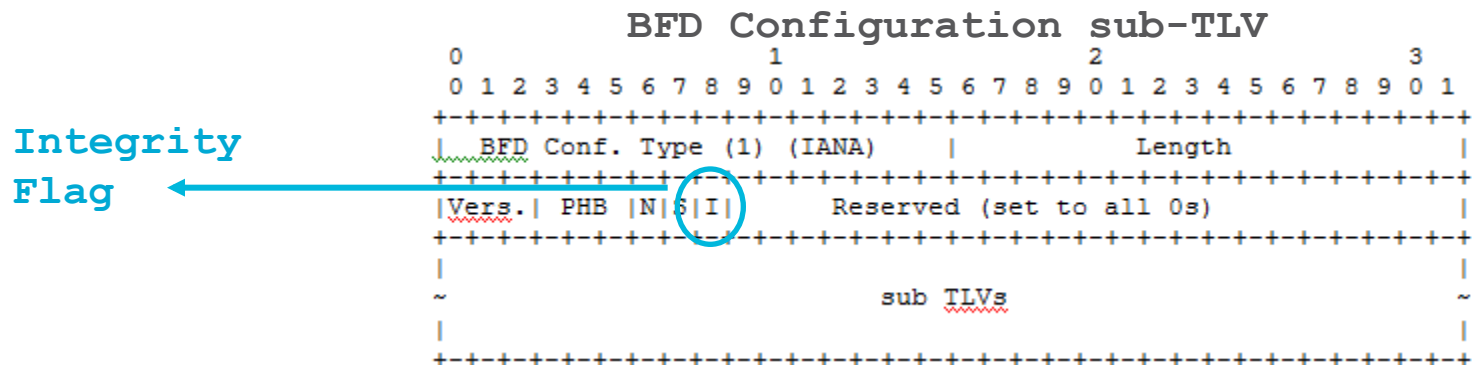 BFD Configuration sub-TLV
0 1 2 3
0 1 2 3 4 5 6 7 8 9 0 1 2 3 4 5 6 7 8 9 0 1 2 3 4 5 6 7 8 9 0 1
+-+-+-+-+-+-+-+-+-+-+-+-+-+-+-+-+-+-+-+-+-+-+-+-+-+-+-+-+-+-+-+-+
Integrity
Flag
| BFD Conf. Type (1) (IANA) | Length |
+-+-+-+-+-+-+-+-+-+-+-+-+-+-+-+-+-+-+-+-+-+-+-+-+-+-+-+-+-+-+-+-+
|Vers.| PHB |N|S|I| Reserved (set to all 0s) |
+-+-+-+-+-+-+-+-+-+-+-+-+-+-+-+-+-+-+-+-+-+-+-+-+-+-+-+-+-+-+-+-+
| |
~ sub TLVs ~
| |
+-+-+-+-+-+-+-+-+-+-+-+-+-+-+-+-+-+-+-+-+-+-+-+-+-+-+-+-+-+-+-+-+